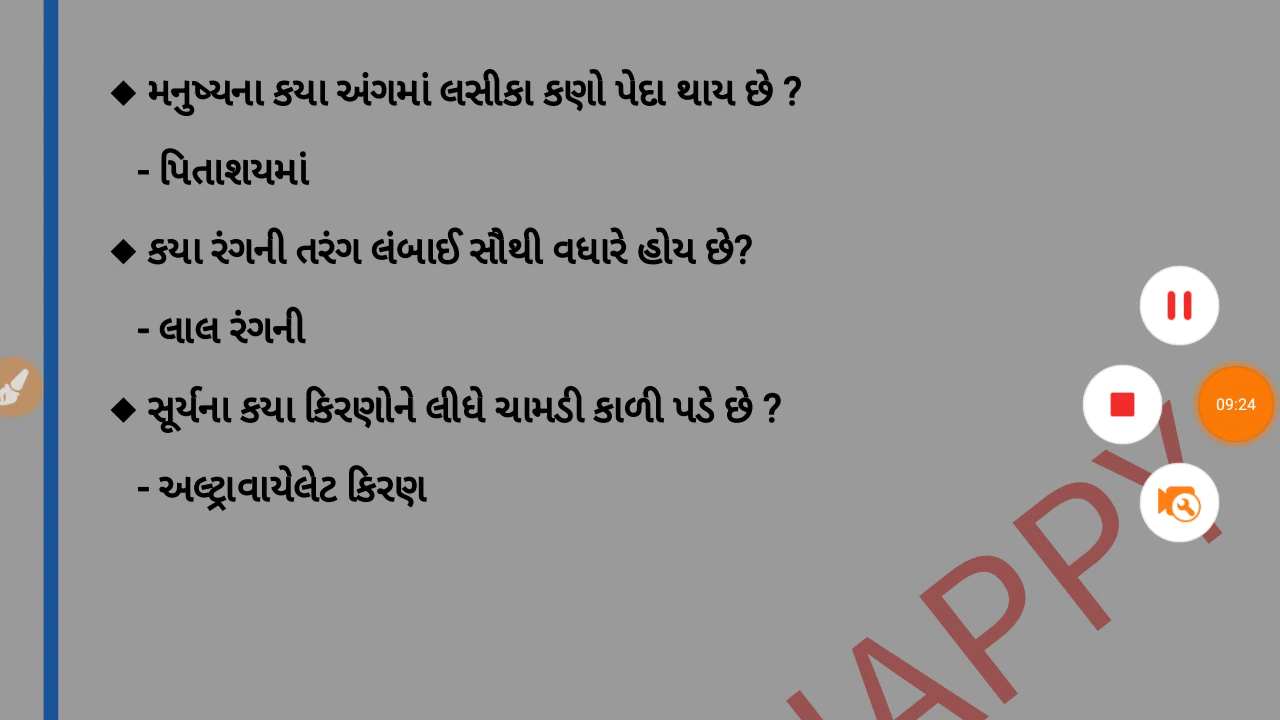 ◆ મનુષ્યના કયા અંગમાં લસીકા કણો પેદા થાય છે ?
- પિતાશયમાં
◆ કયા રંગની તરંગ લંબાઈ સૌથી વધારે હોય છે?
- લાલ રંગની
◆ સૂર્યના કયા કિરણોને લીધે ચામડી કાળી પડે છે ?
- અલ્ટ્રાવાયેલેટ કિરણ
09:24
HAPPY